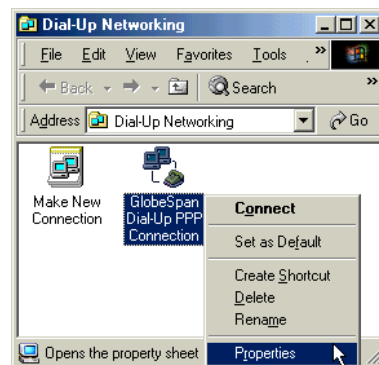 Dial-Up Networking
File Edit View Favorites Tools »
Back Search »
Address Dial-Up Networking Go
Make New
Connection
GlobeSpan
Dial-Up PPP
Connection
Connect
Set as Default
Create Shortcut
Delete
Rename
Properties
Opens the property sheet